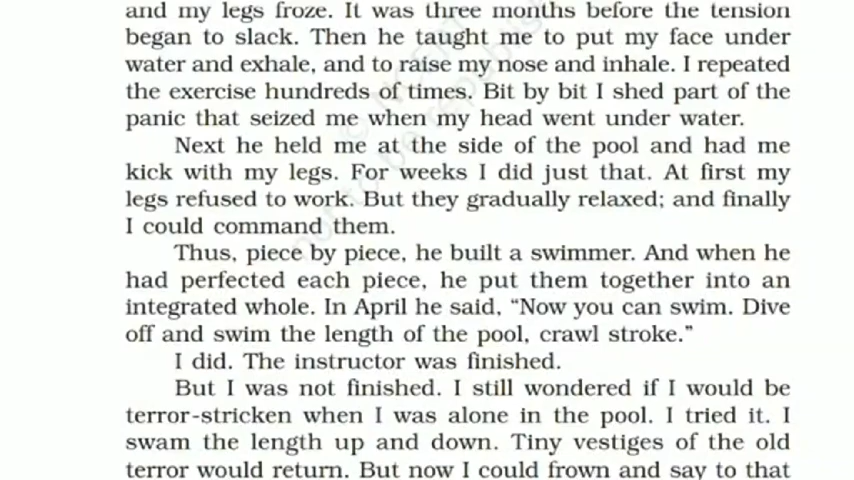 and my legs froze. It was three months before the tension
began to slack. Then he taught me to put my face under
water and exhale, and to raise my nose and inhale. I repeated
the exercise hundreds of times. Bit by bit I shed part of the
panic that seized me when my head went under water.
Next he held me at the side of the pool and had me
kick with my legs. For weeks I did just that. At first my
legs refused to work. But they gradually relaxed; and finally
I could command them.
Thus, piece by piece, he built a swimmer. And when he
had perfected each piece, he put them together into an
integrated whole. In April he said, “Now you can swim. Dive
off and swim the length of the pool, crawl stroke.”
I did. The instructor was finished.
But I was not finished. I still wondered if I would be
terror-stricken when I was alone in the pool. I tried it. I
swam the length up and down. Tiny vestiges of the old
terror would return. But now I could frown and say to that
not to be republished